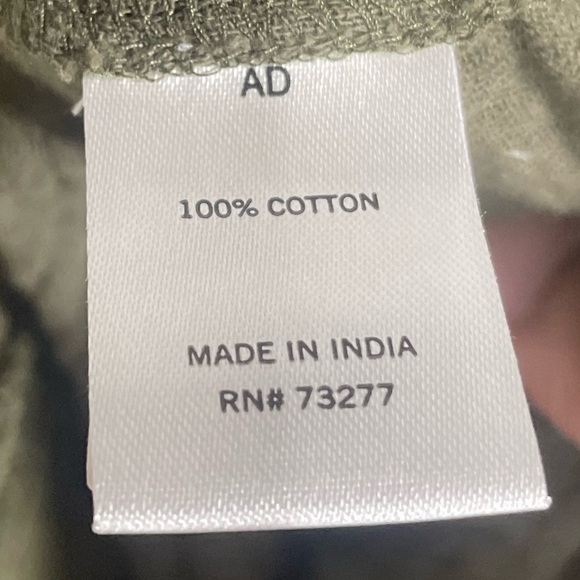 AD
100% COTTON
MADE IN INDIA
RN# 73277